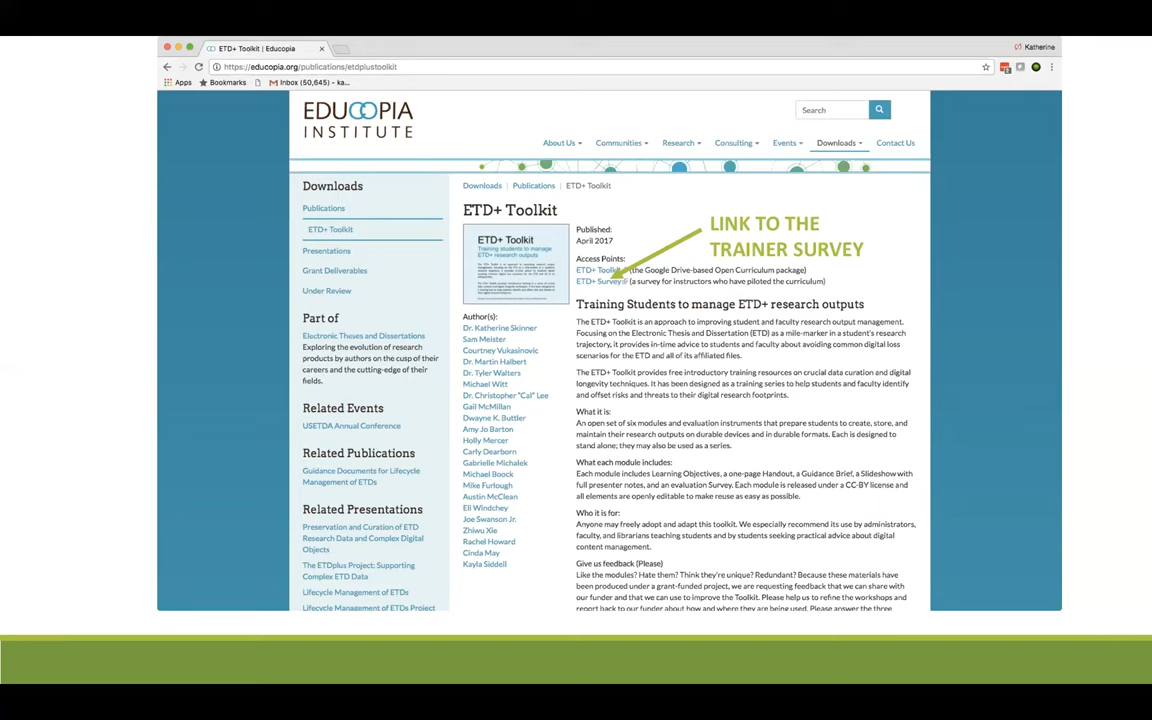 ETD+ Toolkit | Educopia
Katherine
https://educopia.org/publications/etdplustoolkit
Apps
Bookmarks
Inbox (50,645) - ka...
EDUCOPIA
INSTITUTE
Search
About Us
Communities
Research
Consulting
Events
Downloads
Contact Us
Downloads
Publications
ETD+ Toolkit
Presentations
Grant Deliverables
Under Review
Part of
Electronic Theses and Dissertations
Exploring the evolution of research
products by authors on the cusp of their
careers and the cutting-edge of their
fields.
Related Events
USETDA Annual Conference
Related Publications
Guidance Documents for Lifecycle
Management of ETDs
Related Presentations
Preservation and Curation of ETD
Research Data and Complex Digital
Objects
The ETDplus Project: Supporting
Complex ETD Data
Lifecycle Management of ETDs
Lifecycle Management of ETDs Project
Downloads | Publications | ETD+ Toolkit
ETD+ Toolkit
ETD+ Toolkit
Training students to manage
ETD+ research outputs
Author(s):
Dr. Katherine Skinner
Sam Meister
Courtney Vukasinovic
Dr. Martin Halbert
Dr. Tyler Walters
Michael Witt
Dr. Christopher "Cal" Lee
Gail McMillan
Dwayne K. Buttler
Amy Jo Barton
Holly Mercer
Carly Dearborn
Gabrielle Michalek
Michael Boock
Mike Furlough
Austin McClean
Eli Windchey
Joe Swanson Jr.
Zhiwu Xie
Rachel Howard
Cinda May
Kayla Siddell
Published:
April 2017
LINK TO THE
TRAINER SURVEY
Access Points:
ETD+ Toolkit (the Google Drive-based Open Curriculum package)
ETD+ Survey (a survey for instructors who have piloted the curriculum)
Training Students to manage ETD+ research outputs
The ETD+ Toolkit is an approach to improving student and faculty research output management.
Focusing on the Electronic Thesis and Dissertation (ETD) as a mile-marker in a student's research
trajectory, it provides in-time advice to students and faculty about avoiding common digital loss
scenarios for the ETD and all of its affiliated files.
The ETD+ Toolkit provides free introductory training resources on crucial data curation and digital
longevity techniques. It has been designed as a training series to help students and faculty identify
and offset risks and threats to their digital research footprints.
What it is:
An open set of six modules and evaluation instruments that prepare students to create, store, and
maintain their research outputs on durable devices and in durable formats. Each is designed to
stand alone; they may also be used as a series.
What each module includes:
Each module includes Learning Objectives, a one-page Handout, a Guidance Brief, a Slideshow with
full presenter notes, and an evaluation Survey. Each module is released under a CC-BY license and
all elements are openly editable to make reuse as easy as possible.
Who it is for:
Anyone may freely adopt and adapt this toolkit. We especially recommend its use by administrators,
faculty, and librarians teaching students and by students seeking practical advice about digital
content management.
Give us feedback (Please)
Like the modules? Hate them? Think they're unique? Redundant? Because these materials have
been produced under a grant-funded project, we are requesting feedback that we can share with
our funder and that we can use to improve the Toolkit. Please help us to refine the workshops and
report back to our funder about how and where they are being used. Please answer the three